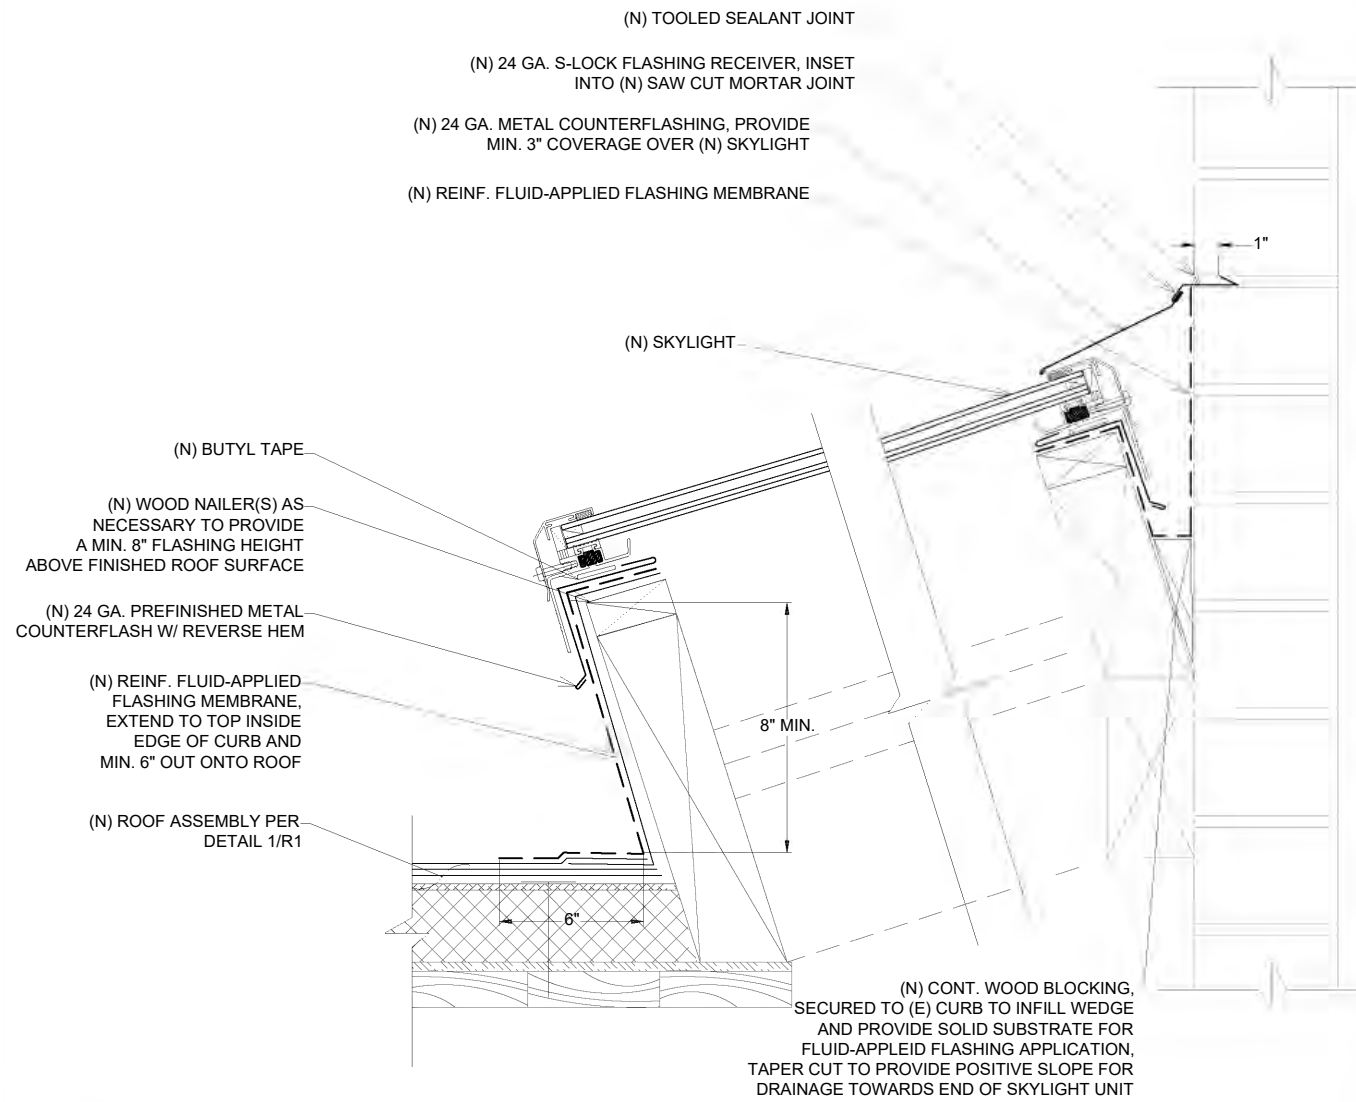 (N) TOOLED SEALANT JOINT
(N) 24 GA. S-LOCK FLASHING RECEIVER, INSET
INTO (N) SAW CUT MORTAR JOINT
(N) 24 GA. METAL COUNTERFLASHING, PROVIDE
MIN. 3" COVERAGE OVER (N) SKYLIGHT
(N) REINF. FLUID-APPLIED FLASHING MEMBRANE
1"
(N) SKYLIGHT
(N) BUTYL TAPE
(N) WOOD NAILER(S) AS
NECESSARY TO PROVIDE
A MIN. 8" FLASHING HEIGHT
ABOVE FINISHED ROOF SURFACE
(N) 24 GA. PREFINISHED METAL
COUNTERFLASH W/ REVERSE HEM
(N) REINF. FLUID-APPLIED
FLASHING MEMBRANE,
EXTEND TO TOP INSIDE
EDGE OF CURB AND
MIN. 6" OUT ONTO ROOF
8" MIN.
(N) ROOF ASSEMBLY PER
DETAIL 1/R1
6"
(N) CONT. WOOD BLOCKING,
SECURED TO (E) CURB TO INFILL WEDGE
AND PROVIDE SOLID SUBSTRATE FOR
FLUID-APPLEID FLASHING APPLICATION,
TAPER CUT TO PROVIDE POSITIVE SLOPE FOR
DRAINAGE TOWARDS END OF SKYLIGHT UNIT